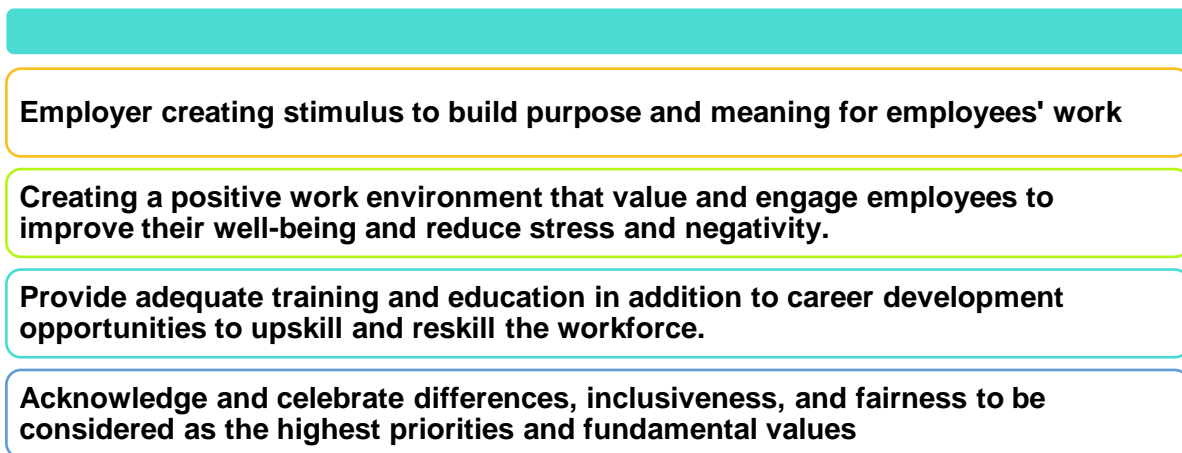 Employer creating stimulus to build purpose and meaning for employees' work
Creating a positive work environment that value and engage employees to
improve their well-being and reduce stress and negativity.
Provide adequate training and education in addition to career development
opportunities to upskill and reskill the workforce.
Acknowledge and celebrate differences, inclusiveness, and fairness to be
considered as the highest priorities and fundamental values